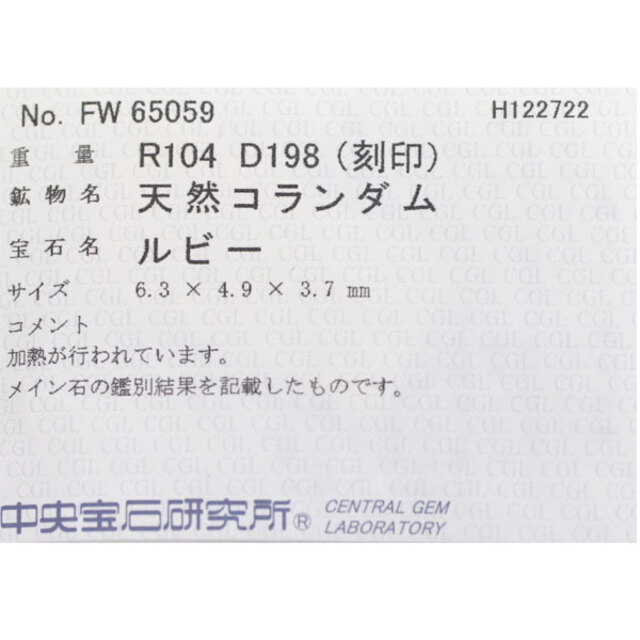 No. FW 65059 H122722
重量 R104 D198 (刻印)
鉱物名 天然コランダム
宝石名 ルビー
サイズ 6.3 × 4.9 × 3.7 mm
コメント
加熱が行われています。
メイン石の鑑別結果を記載したものです。
中央宝石研究所® CENTRAL GEM
LABORATORY